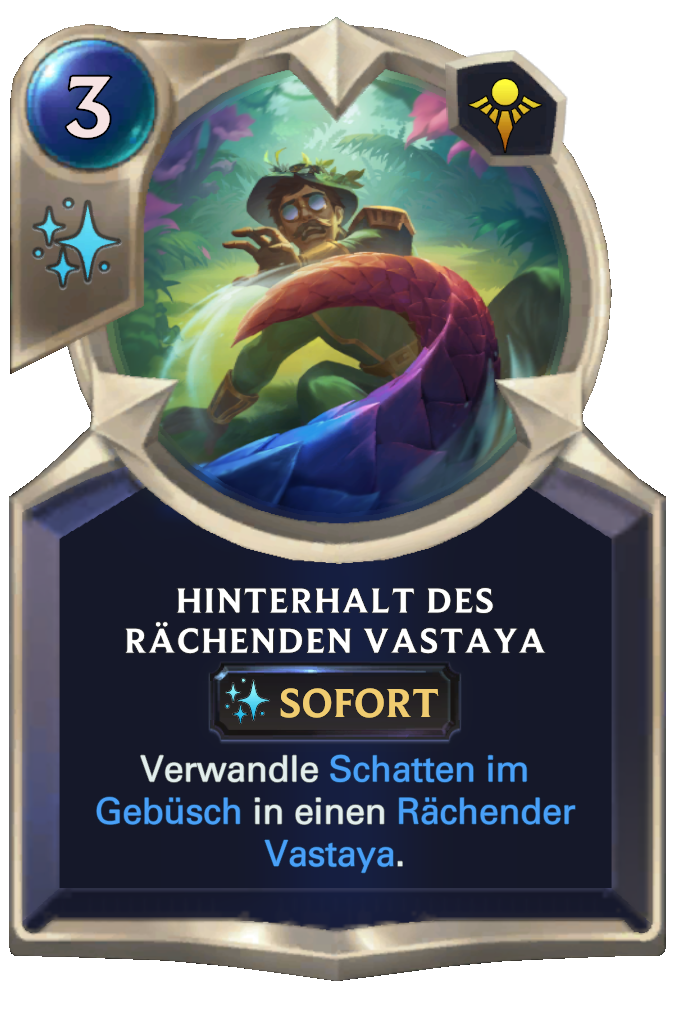 3
HINTERHALT DES
RÄCHENDEN VASTAYA
SOFORT
Verwandle Schatten im
Gebüsch in einen Rächender
Vastaya.